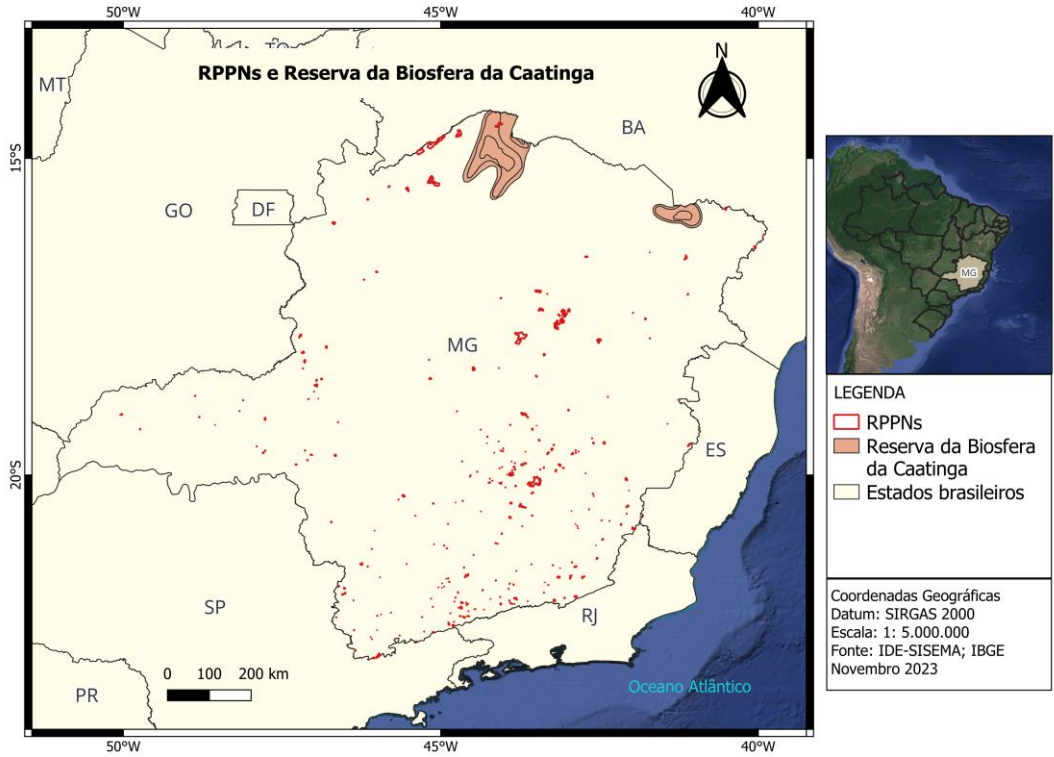 50°W
45°W
40°W
RPPNs e Reserva da Biosfera da Caatinga
N
MT
BA
15°S
GO
DF
MG
MG
LEGENDA
RPPNs
Reserva da Biosfera
da Caatinga
Estados brasileiros
ES
20°S
SP
RJ
Coordenadas Geográficas
Datum: SIRGAS 2000
Escala: 1: 5.000.000
Fonte: IDE-SISEMA; IBGE
Novembro 2023
0 100 200 km
PR
Oceano Atlântico
50°W
45°W
40°W